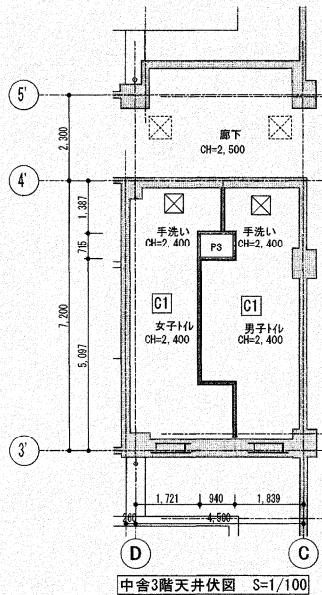 5'
2,300
廊下
CH=2,500
4'
1,387
手洗い
CH=2,400
手洗い
CH=2,400
715
P3
7,200
C1
C1
女子トイレ
CH=2,400
男子トイレ
CH=2,400
5,097
3'
1,721
940
1,839
4,500
D
C
中舎3階天井伏図 S=1/100